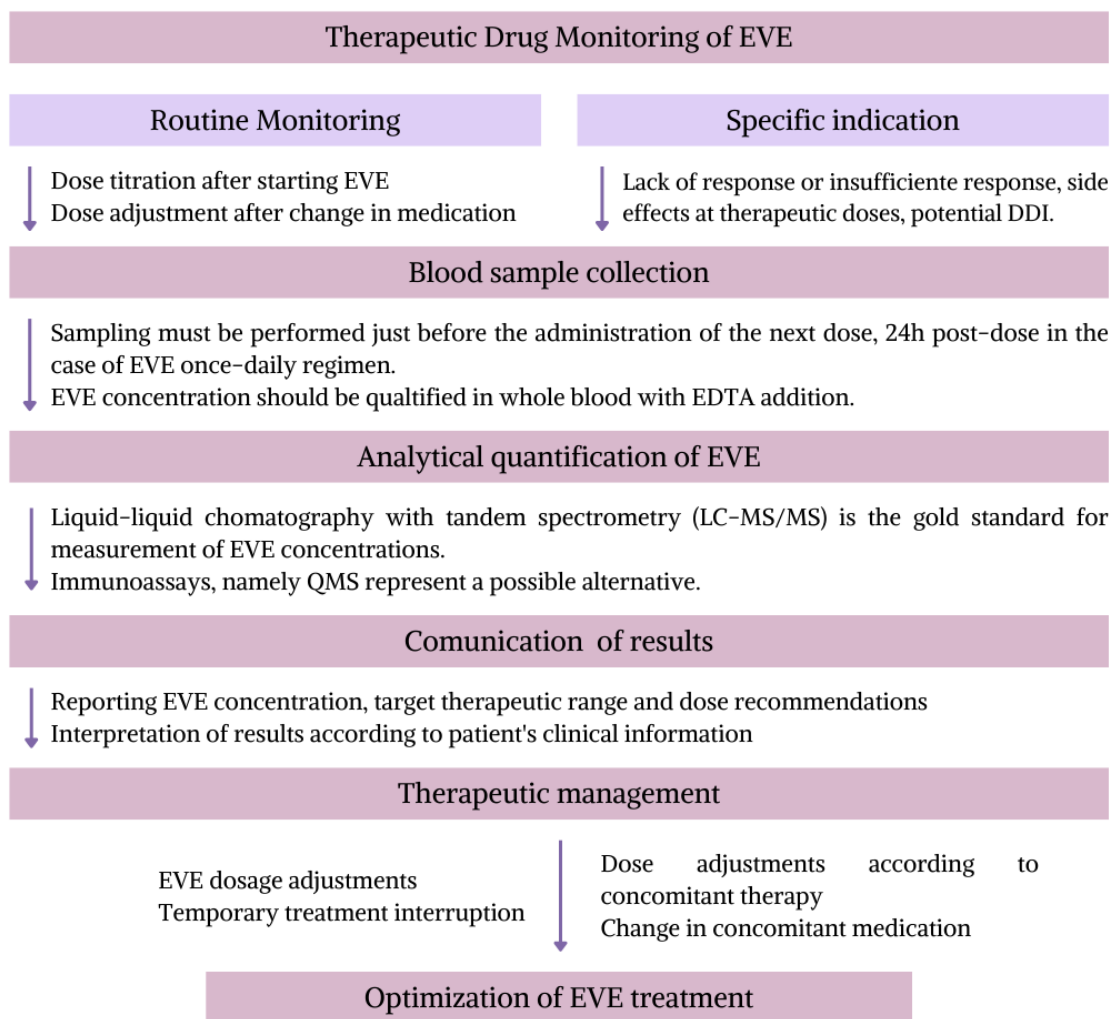 Therapeutic Drug Monitoring of EVE
Routine Monitoring
Dose titration after starting EVE
Dose adjustment after change in medication
Specific indication
Lack of response or insufficiente response, side
effects at therapeutic doses, potential DDI.
Blood sample collection
Sampling must be performed just before the administration of the next dose, 24h post-dose in the
case of EVE once-daily regimen.
EVE concentration should be qualtified in whole blood with EDTA addition.
Analytical quantification of EVE
Liquid-liquid chomatography with tandem spectrometry (LC-MS/MS) is the gold standard for
measurement of EVE concentrations.
Immunoassays, namely QMS represent a possible alternative.
Comunication of results
Reporting EVE concentration, target therapeutic range and dose recommendations
Interpretation of results according to patient's clinical information
Therapeutic management
EVE dosage adjustments
Temporary treatment interruption
Dose adjustments according to
concomitant therapy
Change in concomitant medication
Optimization of EVE treatment